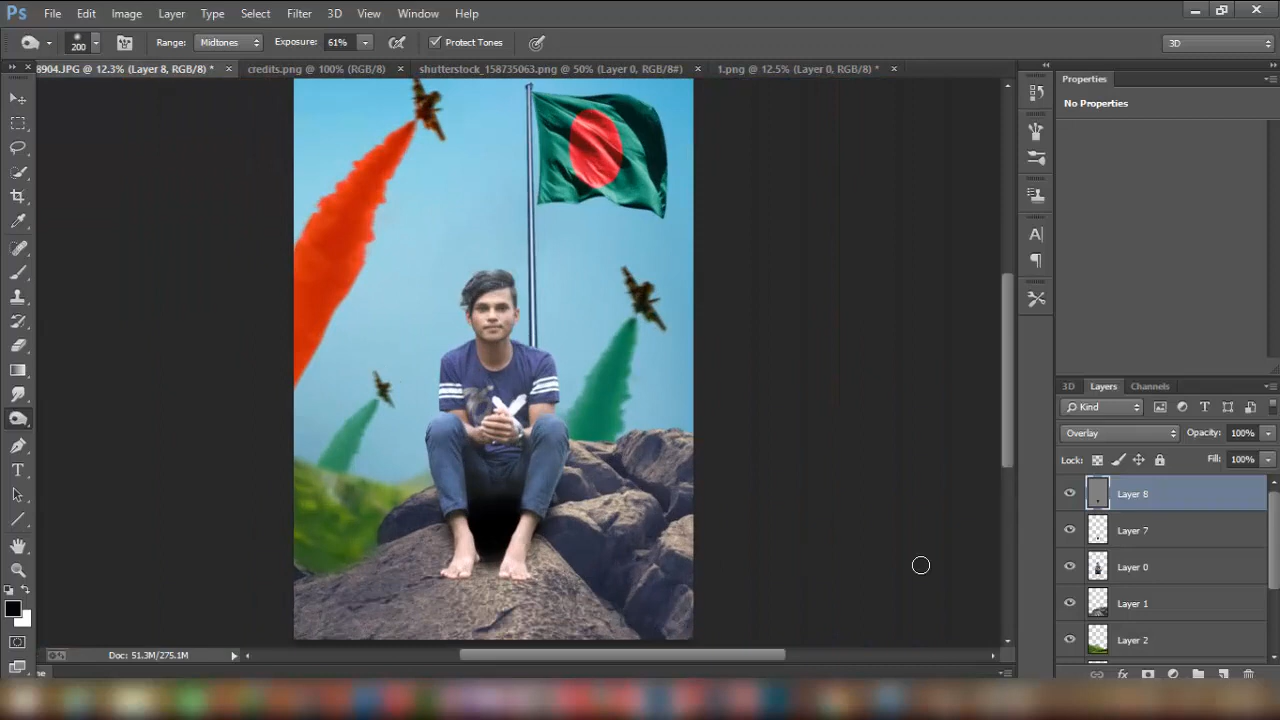 Ps File Edit Image Layer Type Select Filter 3D View Window Help
200 Range: Midtones Exposure: 61% Protect Tones 3D
8904.JPG @ 12.3% (Layer 8, RGB/8) * × credits.png @ 100% (RGB/8) × shutterstock_158735063.png @ 50% (Layer 0, RGB/8#) × 1.png @ 12.5% (Layer 0, RGB/8) * ×
Properties
No Properties
3D Layers Channels
Kind
Overlay Opacity: 100%
Lock: Fill: 100%
Layer 8
Layer 7
Layer 0
Layer 1
Layer 2
Doc: 51.3M/275.1M